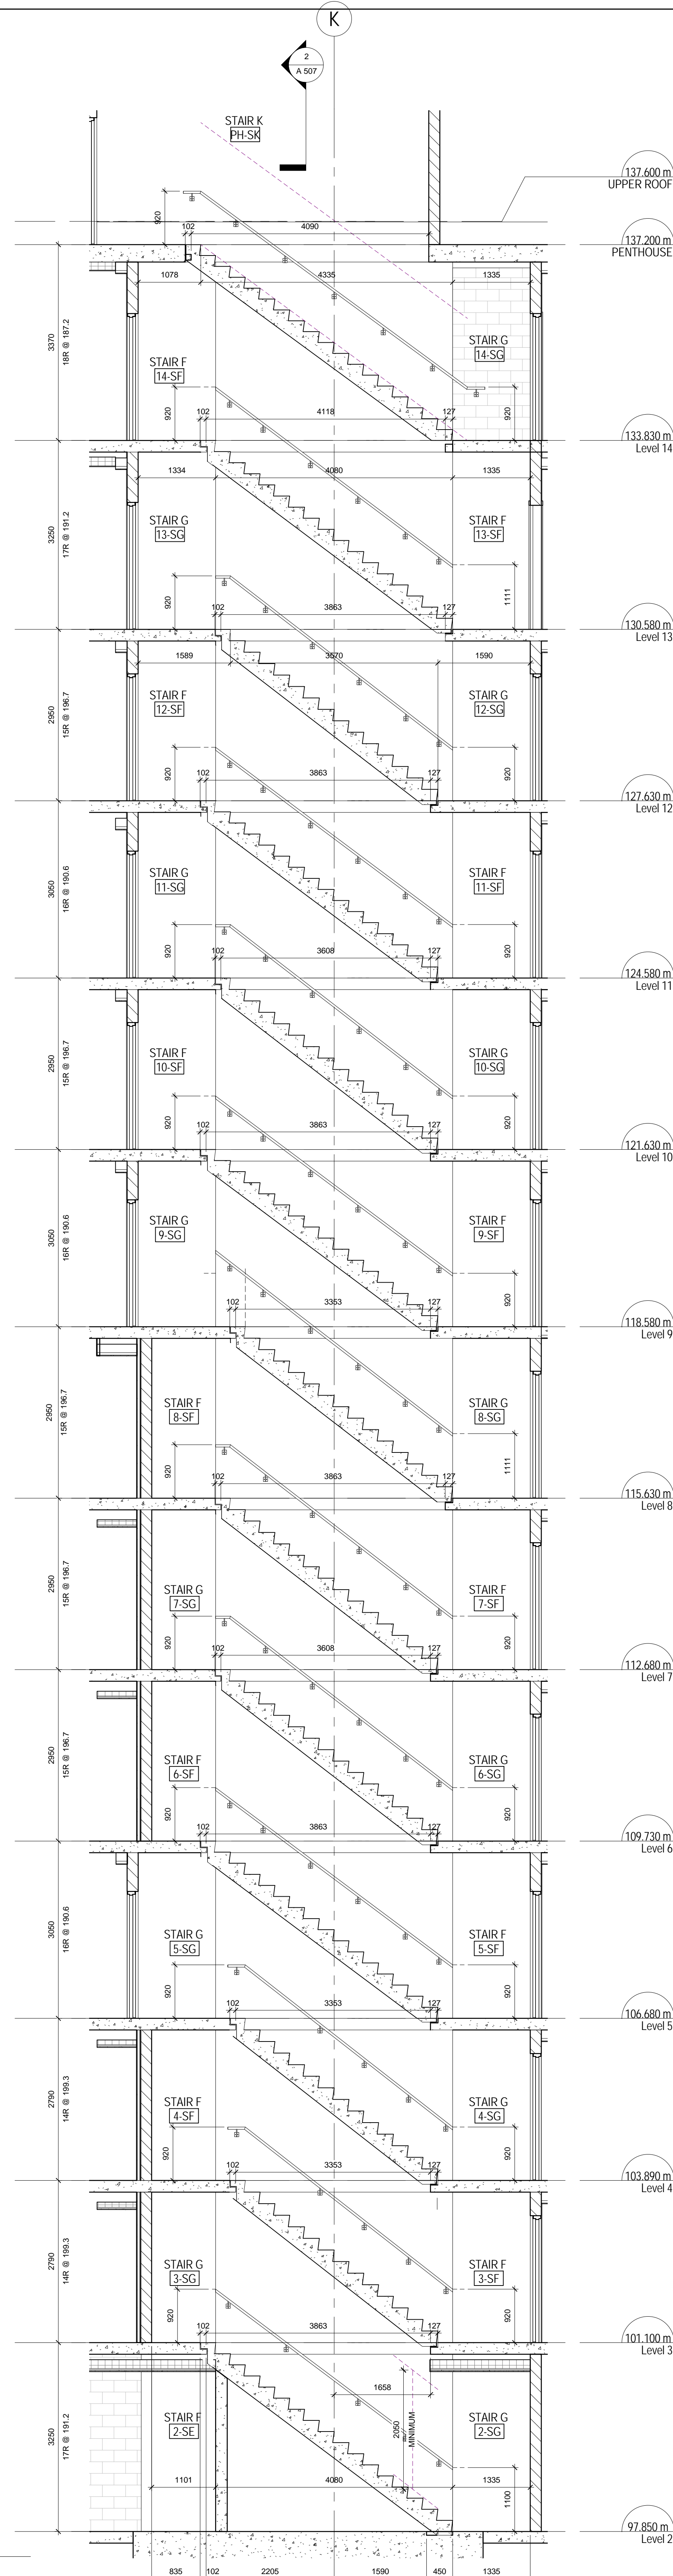 K
2
A 507
STAIR K
PH-SK
137.600 m
UPPER ROOF
920
102
4090
137.200 m
PENTHOUSE
1078
4335
1335
3370
18R @ 187.2
STAIR G
14-SG
STAIR F
14-SF
920
102
4118
127
920
133.830 m
Level 14
1334
4080
1335
3250
17R @ 191.2
STAIR G
13-SG
STAIR F
13-SF
920
1111
102
3863
127
130.580 m
Level 13
1589
3570
1590
2950
15R @ 196.7
STAIR F
12-SF
STAIR G
12-SG
920
920
102
3863
127
127.630 m
Level 12
3050
16R @ 190.6
STAIR G
11-SG
STAIR F
11-SF
920
920
102
3608
127
124.580 m
Level 11
2950
15R @ 196.7
STAIR F
10-SF
STAIR G
10-SG
920
920
102
3863
127
121.630 m
Level 10
3050
16R @ 190.6
STAIR G
9-SG
STAIR F
9-SF
920
102
3353
127
118.580 m
Level 9
2950
15R @ 196.7
STAIR F
8-SF
STAIR G
8-SG
920
1111
102
3863
127
115.630 m
Level 8
2950
15R @ 196.7
STAIR G
7-SG
STAIR F
7-SF
920
920
102
3608
127
112.680 m
Level 7
2950
15R @ 196.7
STAIR F
6-SF
STAIR G
6-SG
920
920
102
3863
127
109.730 m
Level 6
3050
16R @ 190.6
STAIR G
5-SG
STAIR F
5-SF
920
920
102
3353
127
106.680 m
Level 5
2790
14R @ 199.3
STAIR F
4-SF
STAIR G
4-SG
920
920
102
3353
127
103.890 m
Level 4
2790
14R @ 199.3
STAIR G
3-SG
STAIR F
3-SF
920
920
102
3863
127
101.100 m
Level 3
1658
2050
MINIMUM
3250
17R @ 191.2
STAIR F
2-SE
STAIR G
2-SG
1101
4080
1335
1100
97.850 m
Level 2
835
102
2205
1590
450
1335